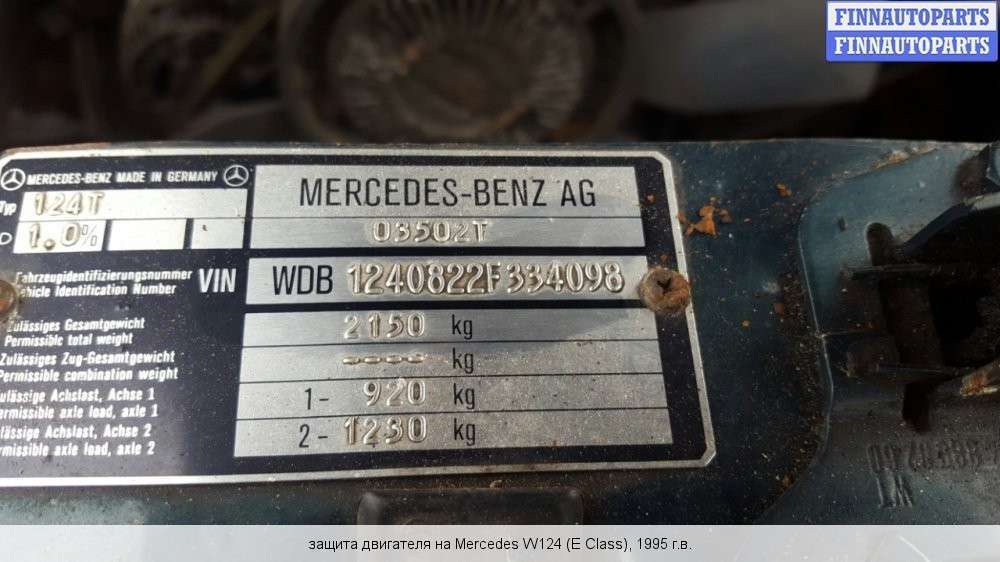 FINNAUTOPARTS
FINNAUTOPARTS
MERCEDES-BENZ MADE IN GERMANY
Typ 124T
D 1.0%
MERCEDES-BENZ AG
03502T
Fahrzeugidentifizierungsnummer
Vehicle Identification Number
VIN WDB 1240822F334098
Zulässiges Gesamtgewicht
Permissible total weight
2150 kg
Zulässiges Zug-Gesamtgewicht
Permissible combination weight
---- kg
Zulässige Achslast, Achse 1
Permissible axle load, axle 1
1- 920 kg
Zulässige Achslast, Achse 2
Permissible axle load, axle 2
2- 1230 kg
защита двигателя на Mercedes W124 (E Class), 1995 г.в.